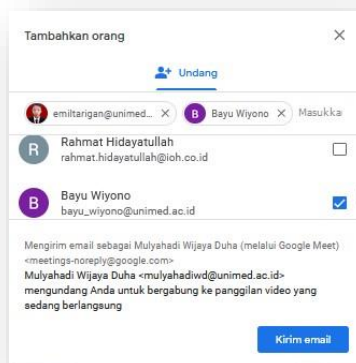 Tambahkan orang
Undang
emiltarigan@unimed... B Bayu Wiyono Masukka
R Rahmat Hidayatullah
rahmat.hidayatullah@ioh.co.id
B Bayu Wiyono
bayu_wiyono@unimed.ac.id
Mengirim email sebagai Mulyahadi Wijaya Duha (melalui Google Meet)
<meetings-noreply@google.com>
Mulyahadi Wijaya Duha <mulyahadiwd@unimed.ac.id>
mengundang Anda untuk bergabung ke panggilan video yang
sedang berlangsung
Kirim email